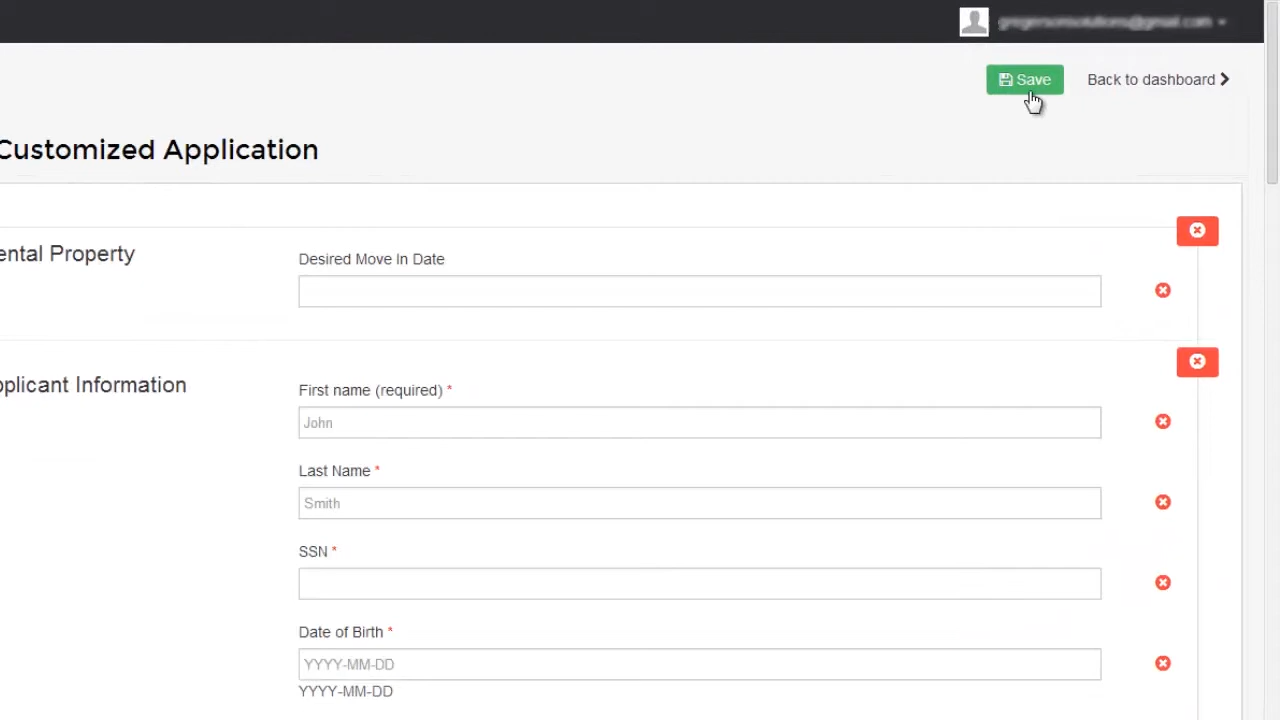 Save
Back to dashboard
Customized Application
ental Property
Desired Move In Date
plicant Information
First name (required) *
John
Last Name *
Smith
SSN *
Date of Birth *
YYYY-MM-DD
YYYY-MM-DD